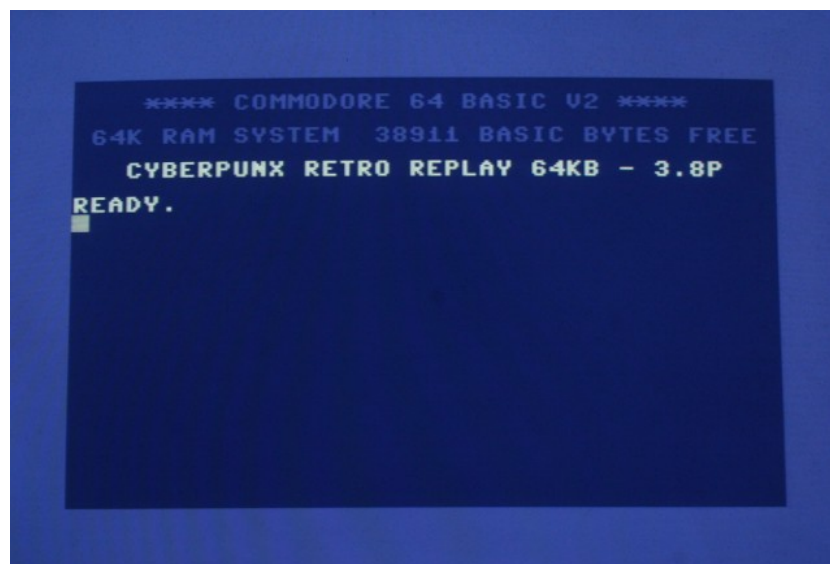 **** COMMODORE 64 BASIC V2 ****
64K RAM SYSTEM 38911 BASIC BYTES FREE
CYBERPUNX RETRO REPLAY 64KB - 3.8P
READY.